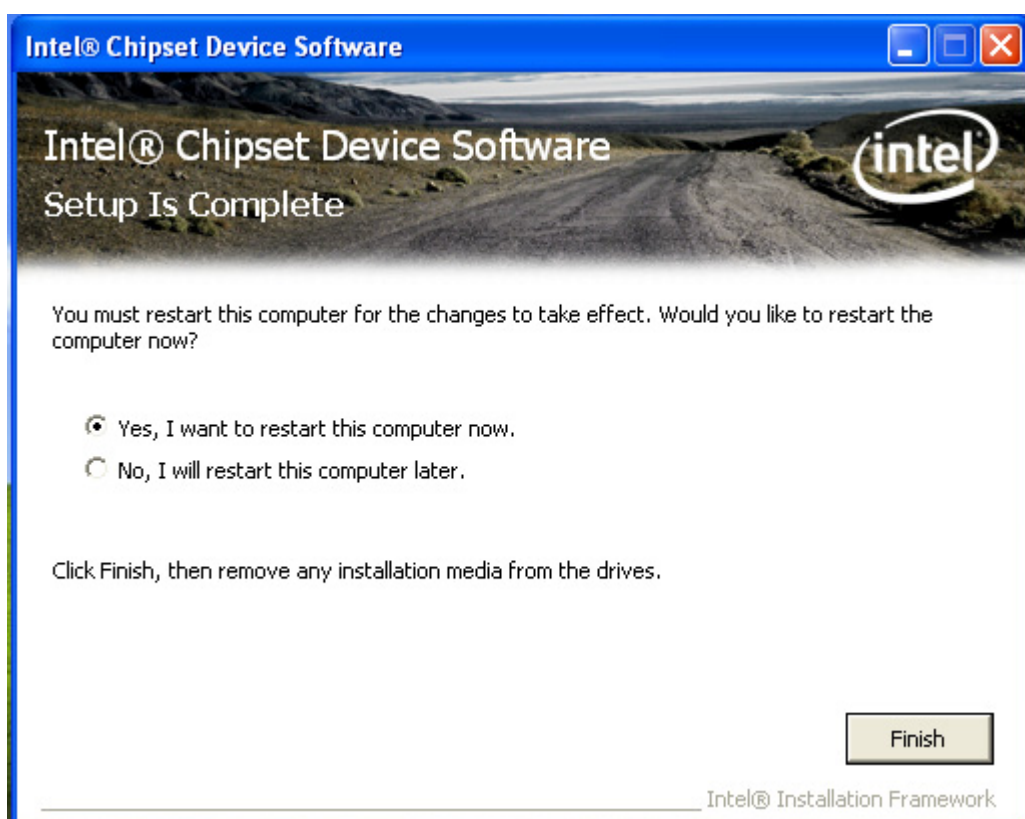 Intel® Chipset Device Software
Intel® Chipset Device Software
intel
Setup Is Complete
You must restart this computer for the changes to take effect. Would you like to restart the
computer now?
Yes, I want to restart this computer now.
No, I will restart this computer later.
Click Finish, then remove any installation media from the drives.
Finish
Intel® Installation Framework